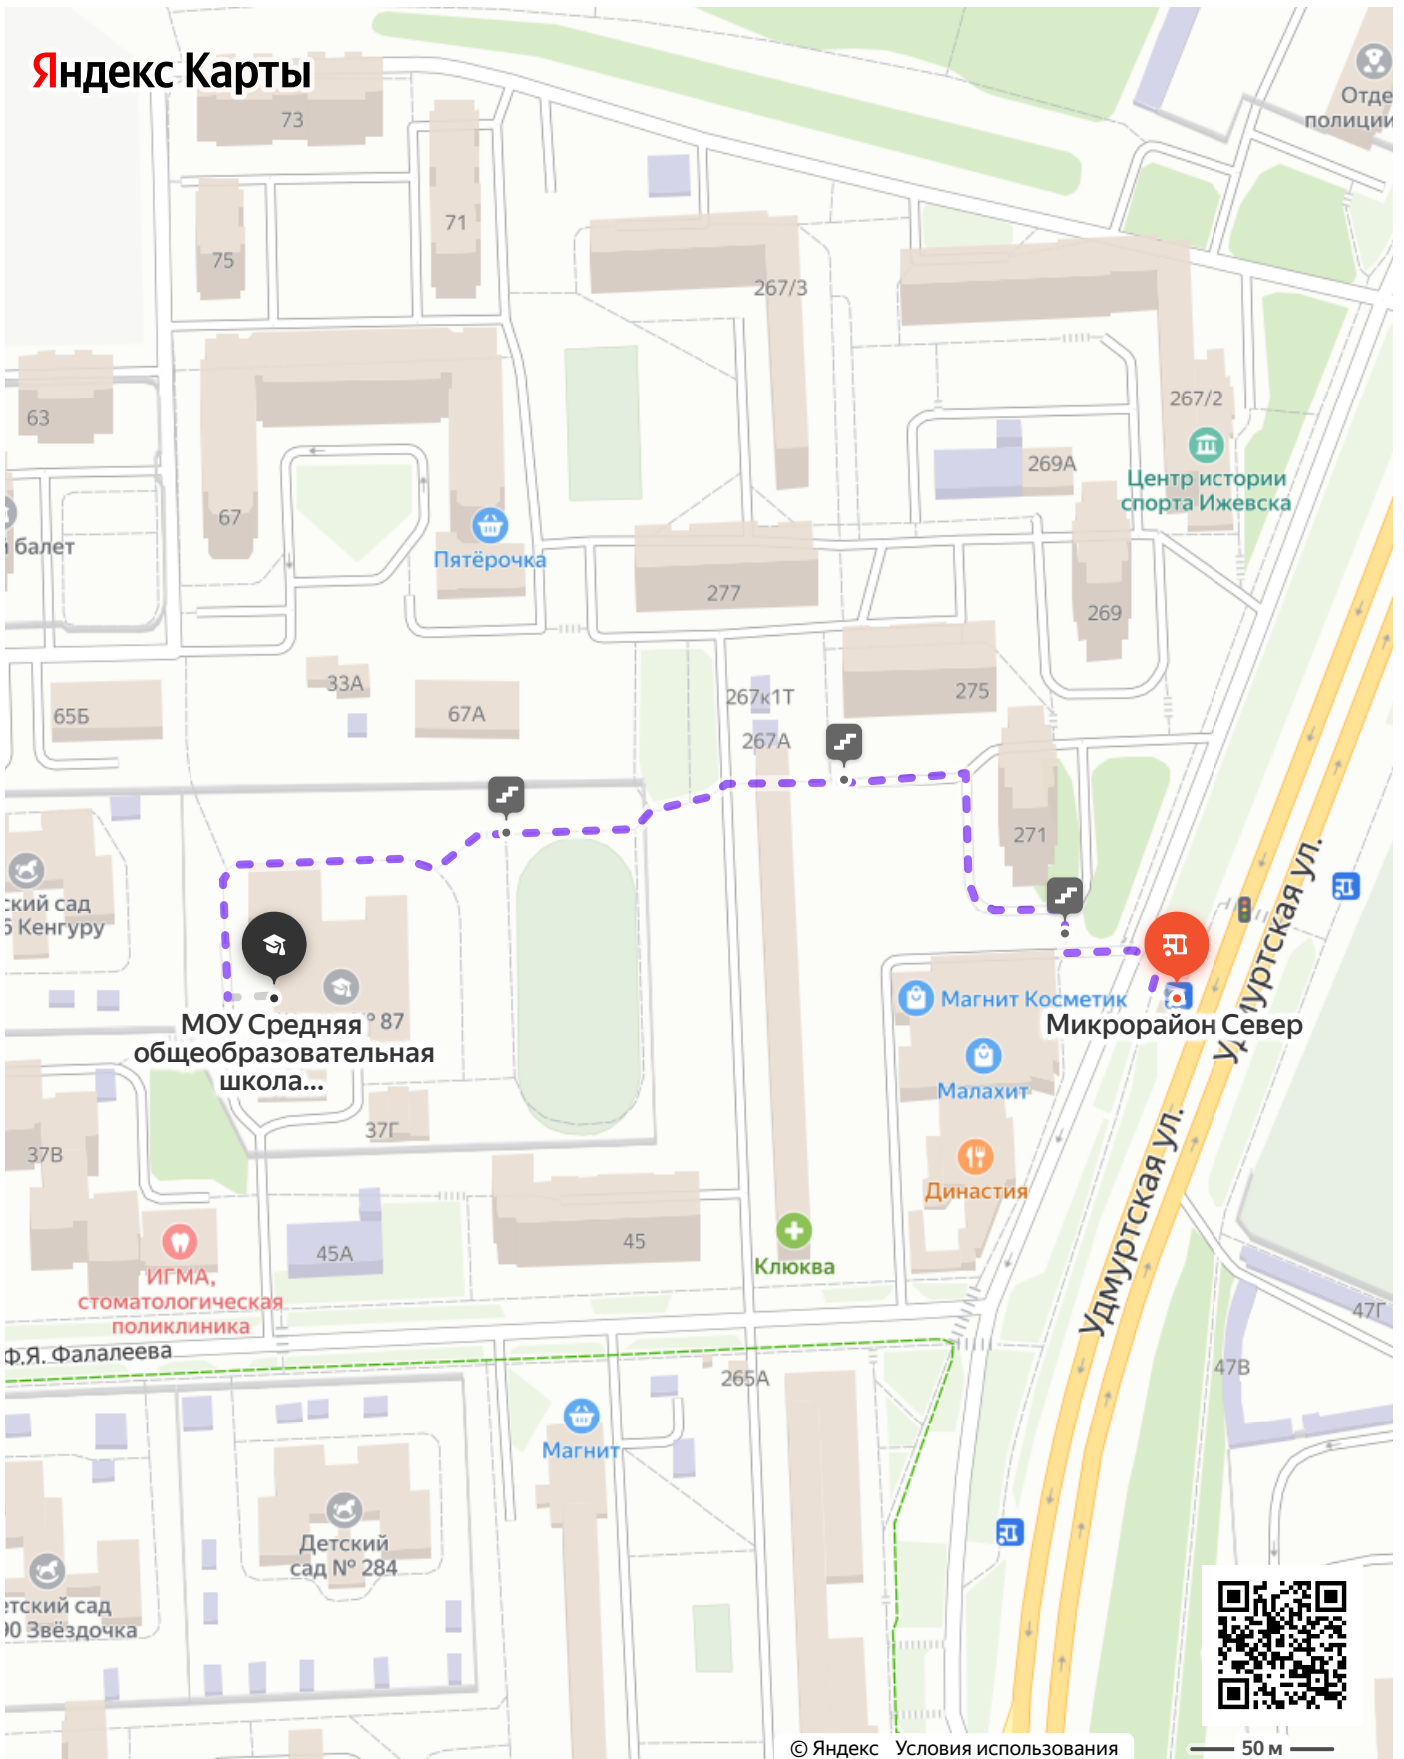 Яндекс Карты
73
Отде
полиции
71
75
267/3
267/2
63
269А
Центр истории
спорта Ижевска
67
балет
Пятёрочка
277
269
33А
275
267к1Т
67А
65Б
267А
271
ский сад
6 Кенгуру
Удмуртская ул.
Магнит Косметик
° 87
МОУ Средняя
общеобразовательная
школа...
Микрорайон Север
Малахит
37Г
37В
Династия
Удмуртская ул.
45
45А
Клюква
ИГМА,
стоматологическая
поликлиника
47Г
Ф.Я. Фалалеева
47В
265А
Магнит
Детский
сад № 284
етский сад
90 Звёздочка
© Яндекс Условия использования
50 м